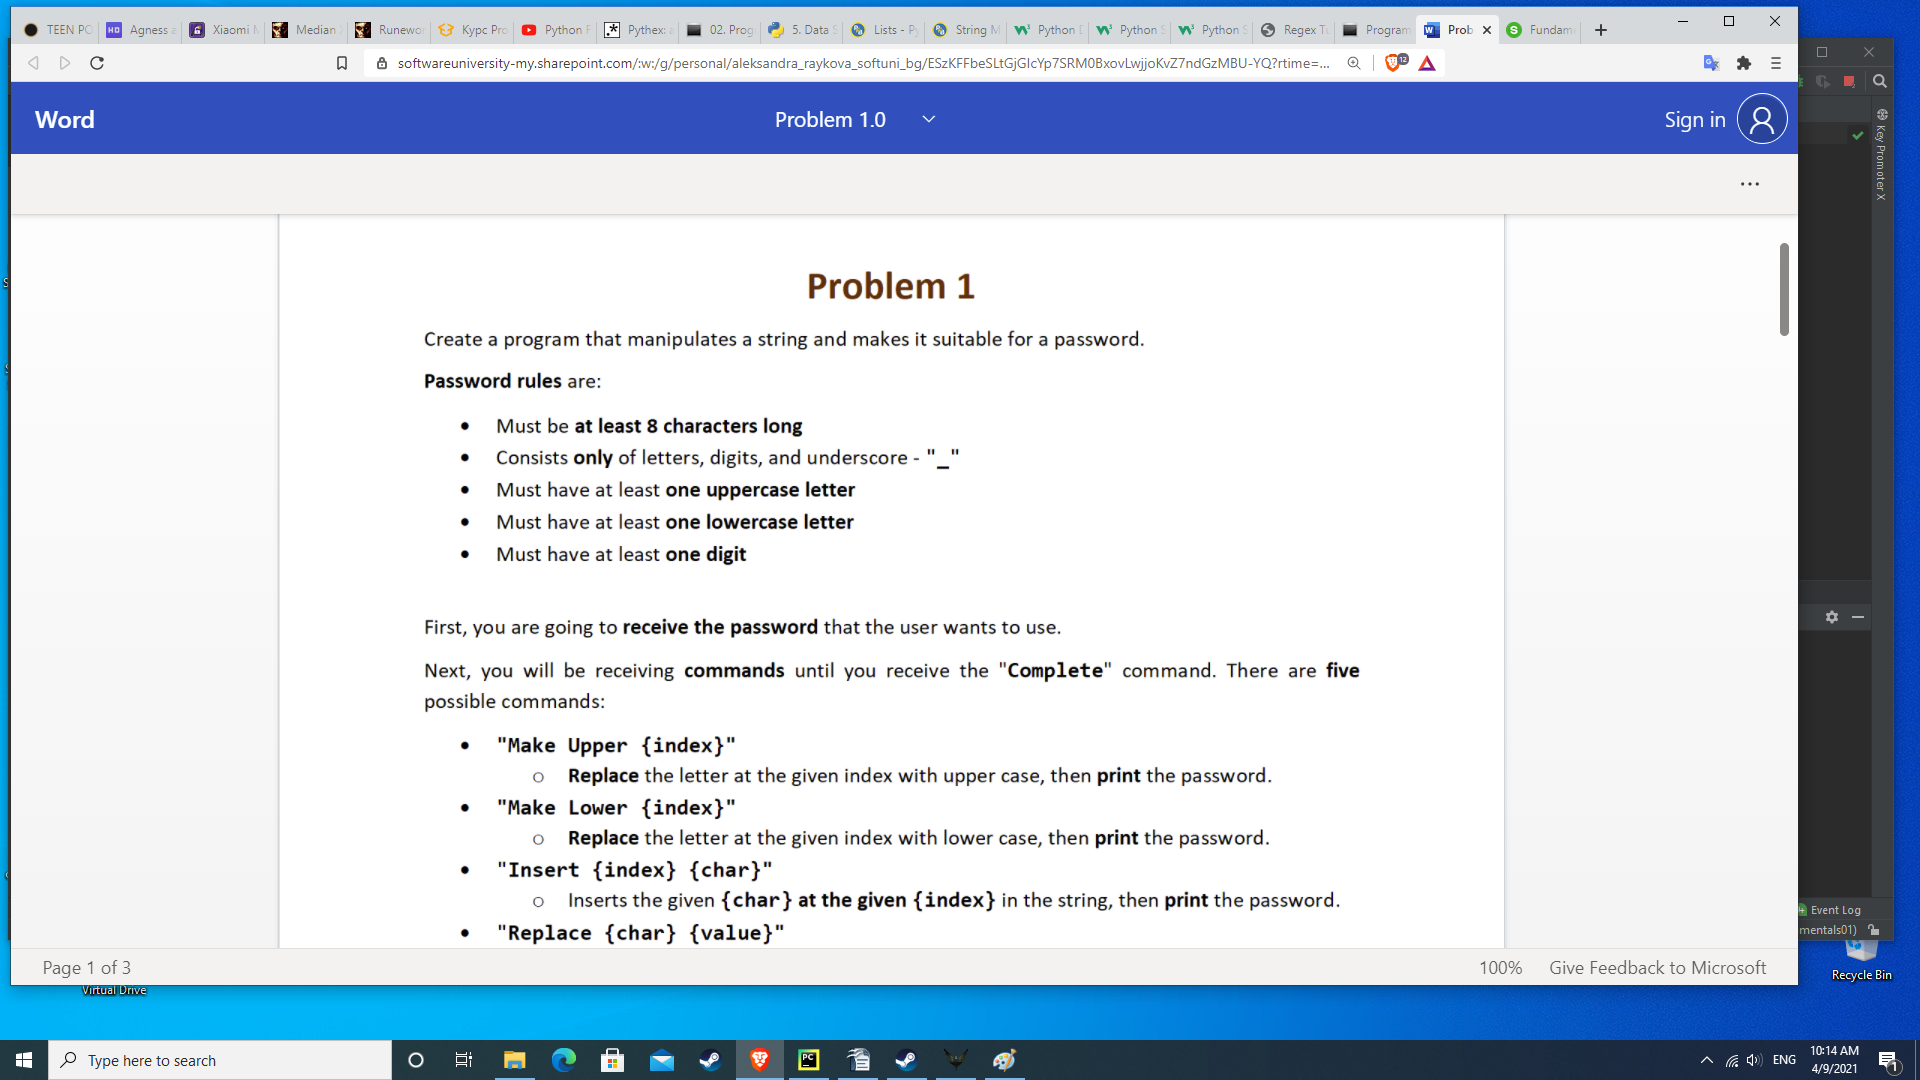 TEEN PO
Agness a
Xiaomi M
Median
Runewo
Курс Pro
Python F
Pythex: a
02. Prog
5. Data S
Lists - Py
String M
Python D
Python S
Python S
Regex Tu
Program
Prob
Fundam
softwareuniversity-my.sharepoint.com/:w:/g/personal/aleksandra_raykova_softuni_bg/ESzKFFbeSLtGjGIcYp7SRM0BxovLwjjoKvZ7ndGzMBU-YQ?rtime=...
12
Word
Problem 1.0
Sign in
Key Promoter X
Problem 1
Create a program that manipulates a string and makes it suitable for a password.
Password rules are:
• Must be at least 8 characters long
• Consists only of letters, digits, and underscore - "_"
• Must have at least one uppercase letter
• Must have at least one lowercase letter
• Must have at least one digit
First, you are going to receive the password that the user wants to use.
Next, you will be receiving commands until you receive the "Complete" command. There are five
possible commands:
• "Make Upper {index}"
o Replace the letter at the given index with upper case, then print the password.
• "Make Lower {index}"
o Replace the letter at the given index with lower case, then print the password.
• "Insert {index} {char}"
o Inserts the given {char} at the given {index} in the string, then print the password.
• "Replace {char} {value}"
Event Log
mentals01)
Page 1 of 3
100%
Give Feedback to Microsoft
Recycle Bin
Virtual Drive
Type here to search
ENG
10:14 AM
4/9/2021
1